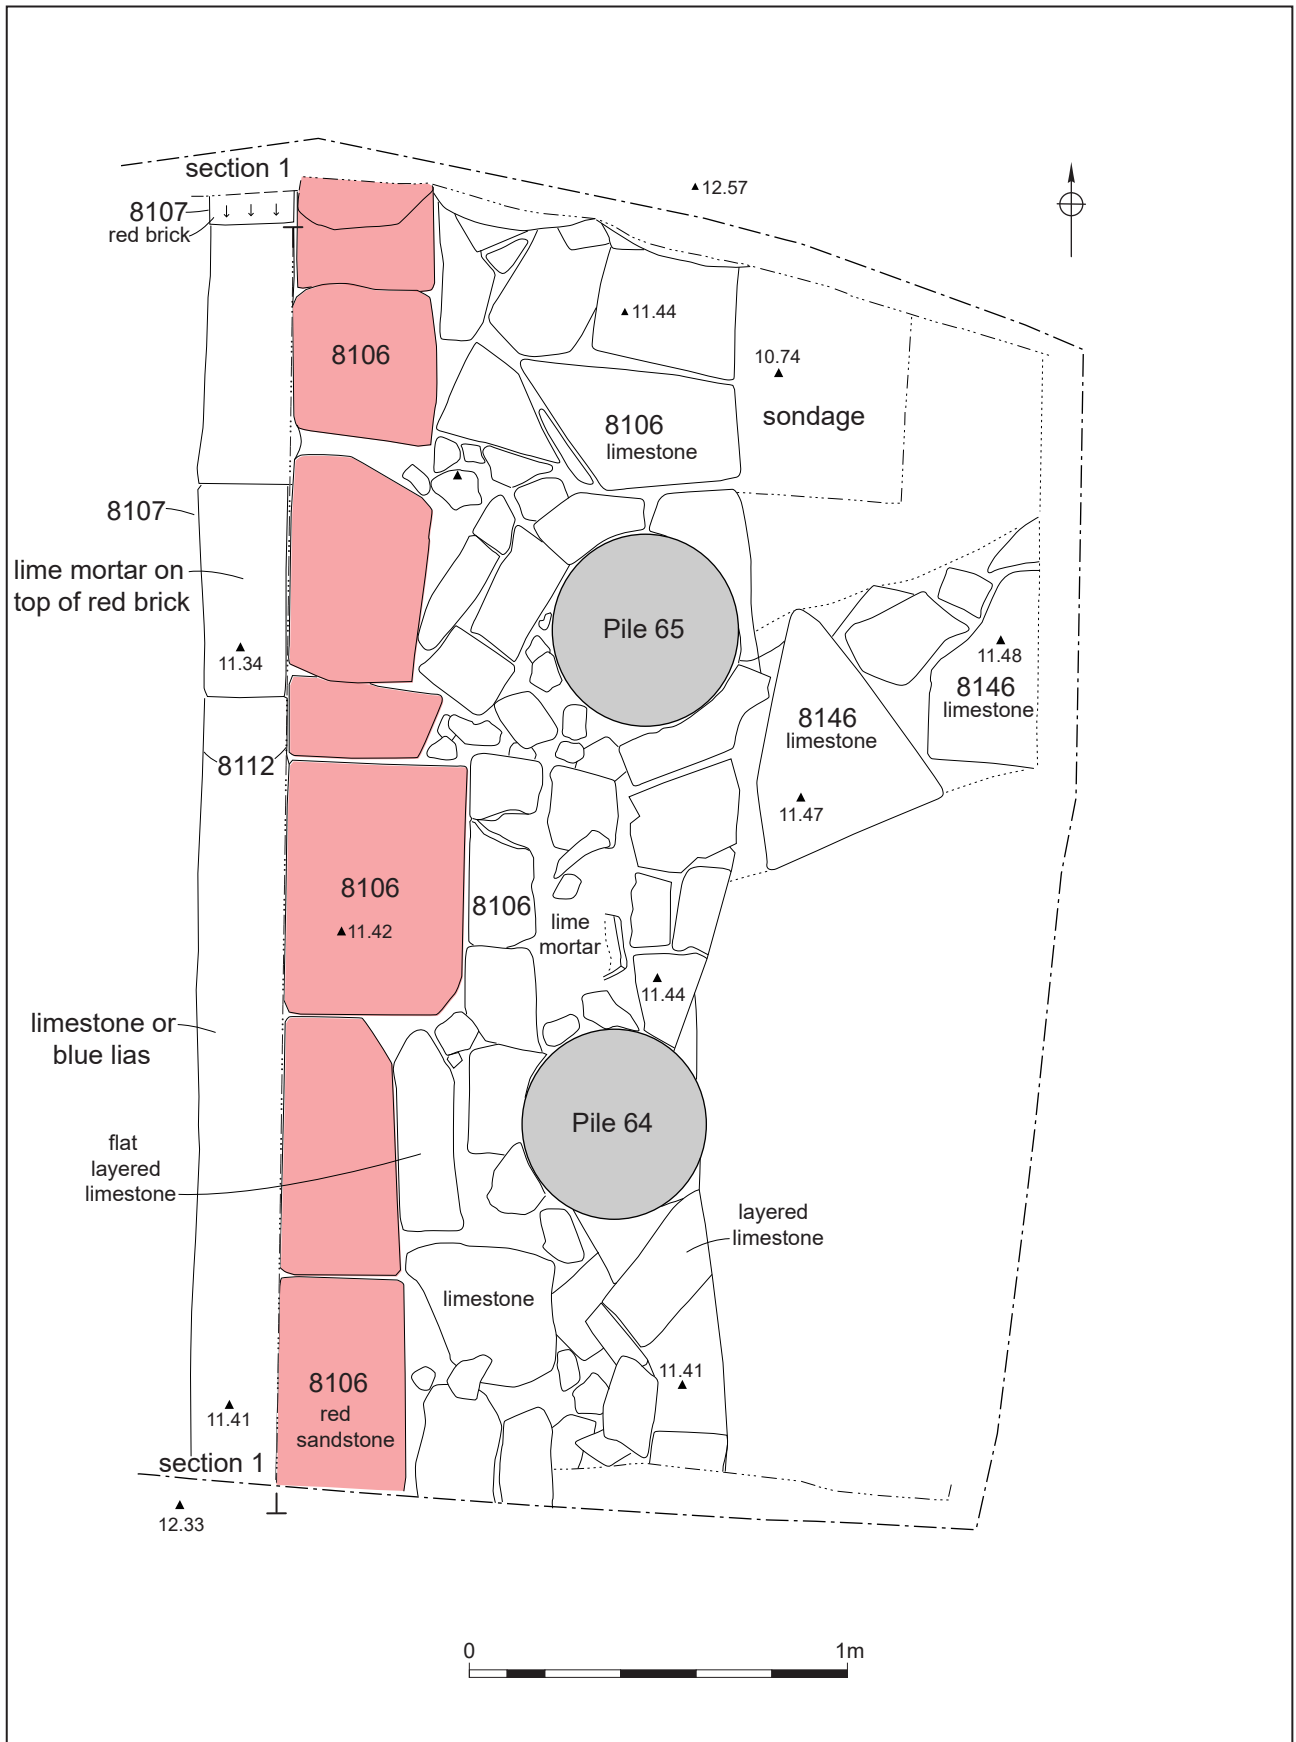 section 1
12.57
8107
red brick
11.44
8106
10.74
sondage
8106
limestone
8107
lime mortar on
top of red brick
Pile 65
11.34
11.48
8146
limestone
8146
limestone
8112
11.47
8106
8106
11.42
lime
mortar
11.44
limestone or
blue lias
Pile 64
flat
layered
limestone
layered
limestone
limestone
11.41
8106
red
sandstone
11.41
section 1
12.33
0
1m